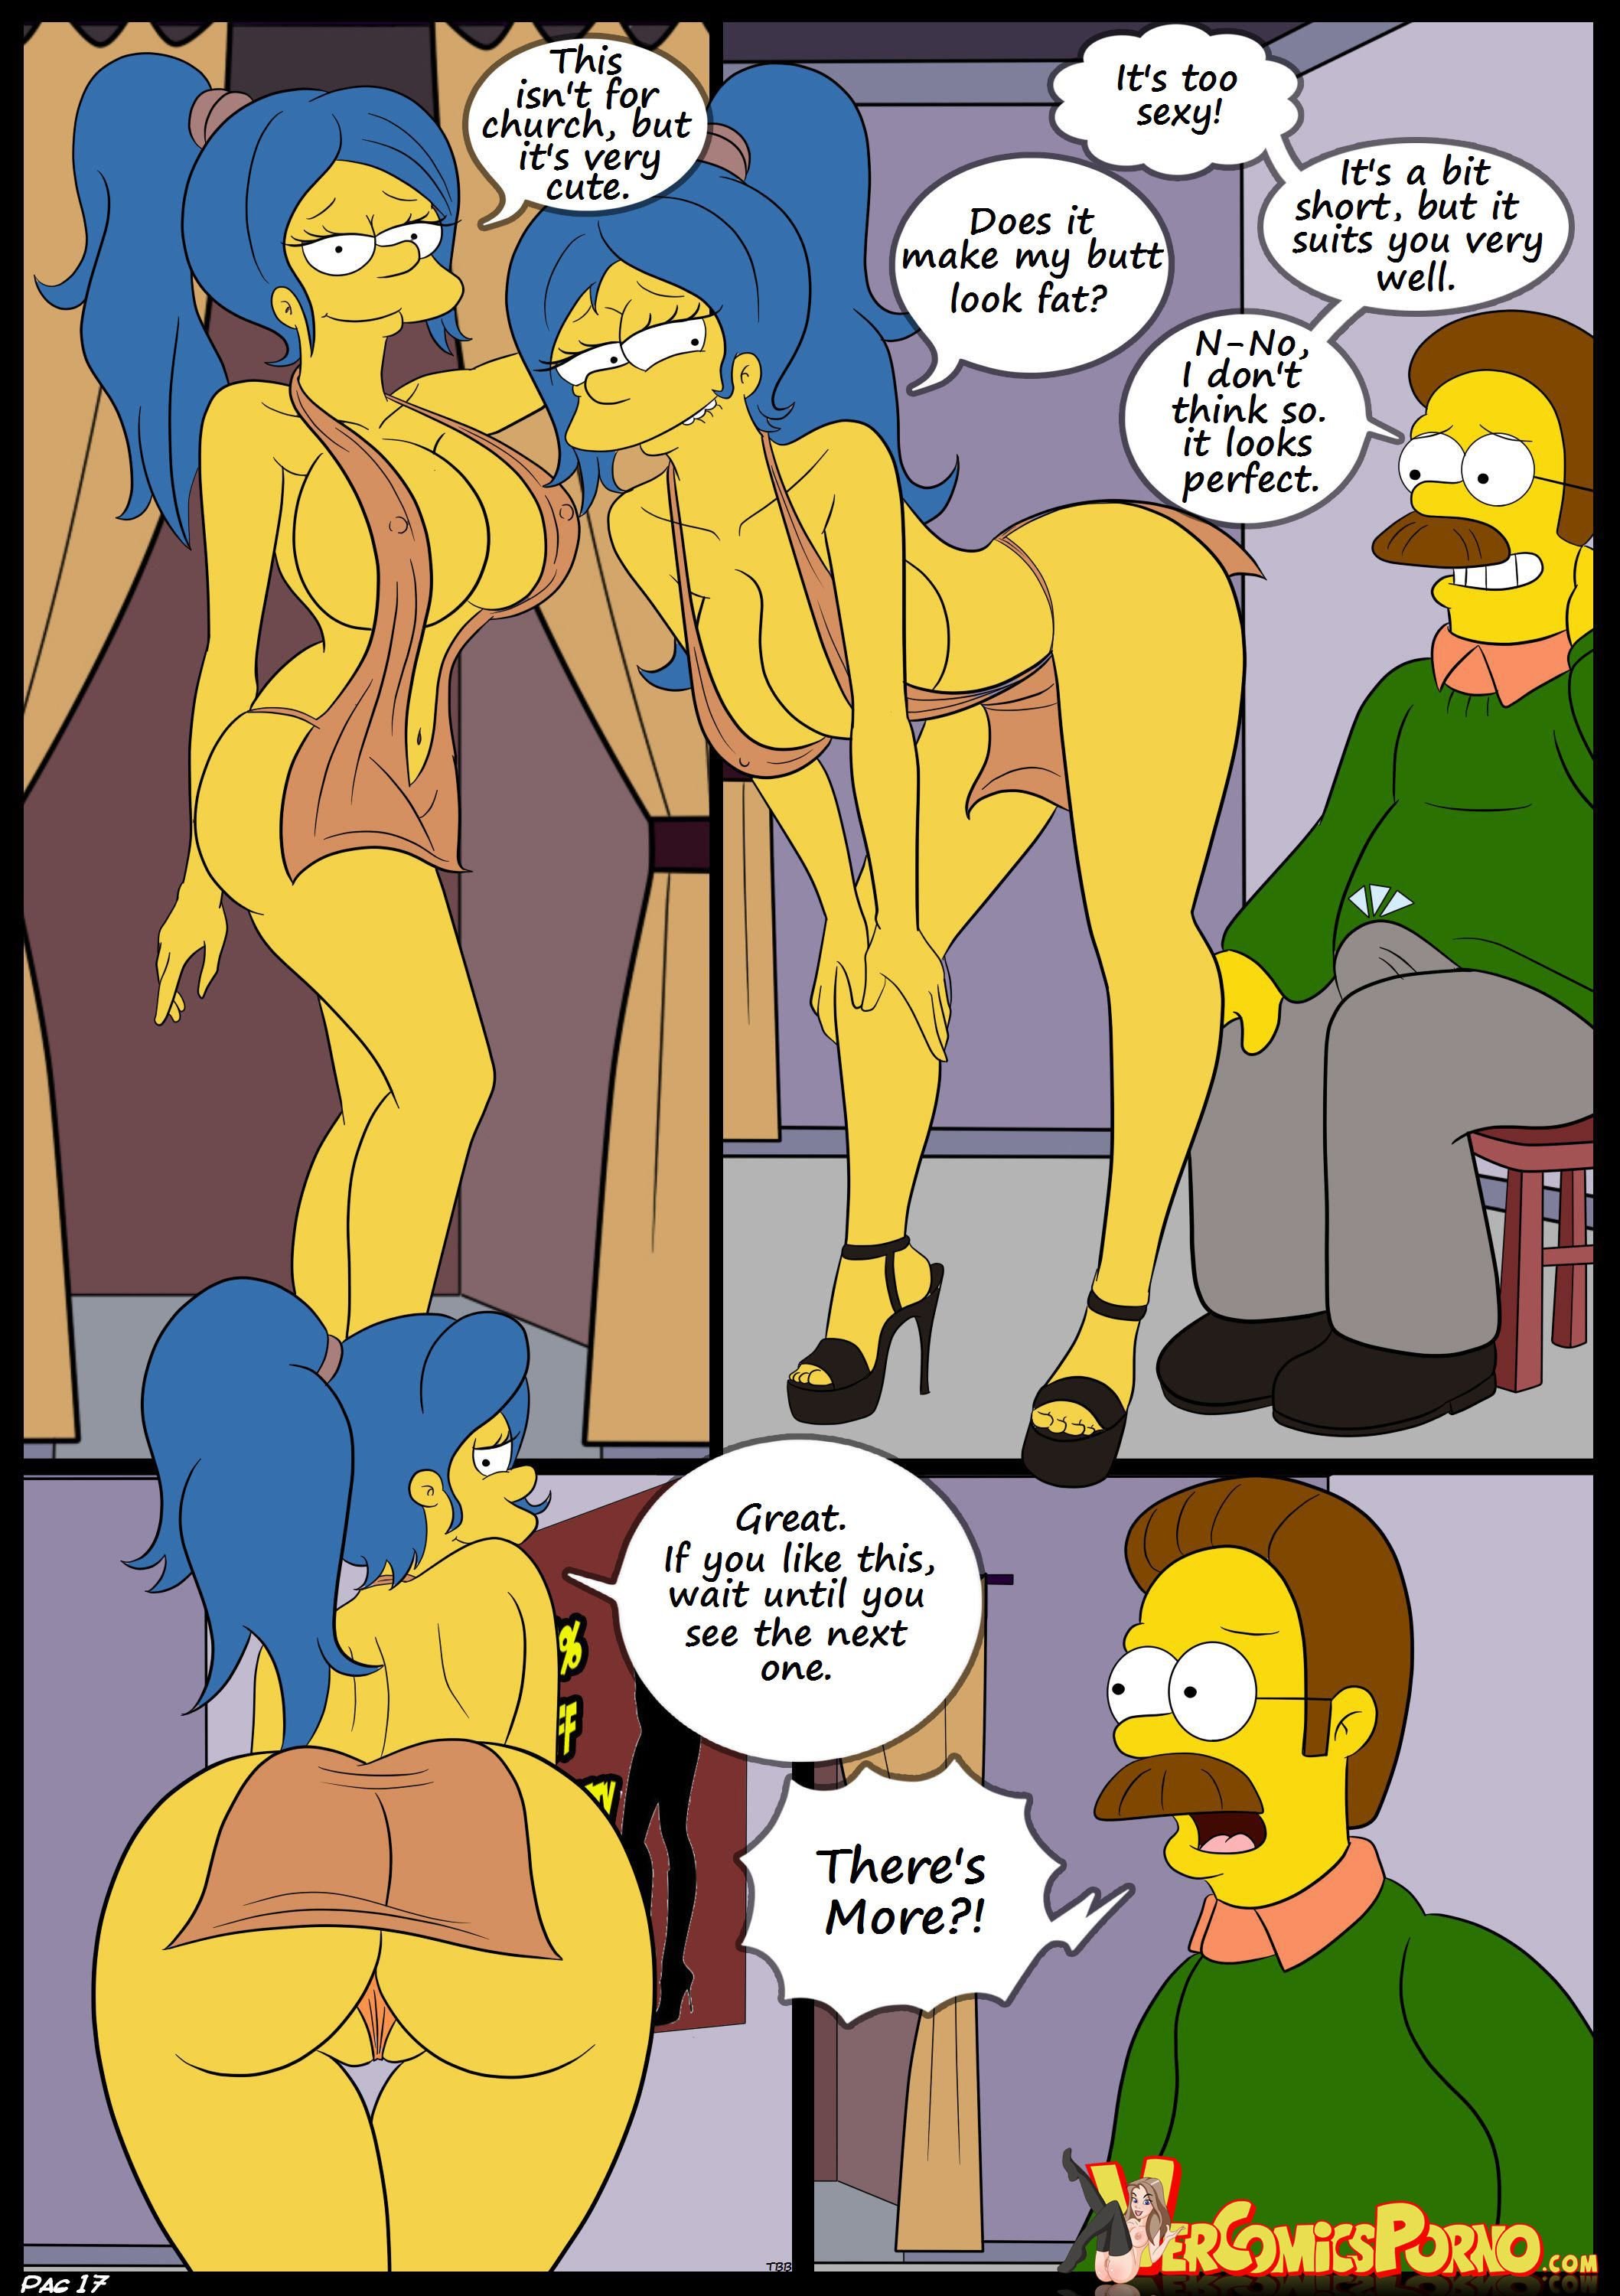 This
isn't for
church, but
it's very
cute.
It's too
sexy!
Does it
make my butt
look fat?
It's a bit
short, but it
suits you very
well.
N-No,
I don't
think so.
it looks
perfect.
Great.
If you like this,
wait until you
see the next
one.
%
FF
There's
More?!
TBB
PAG 17
VERCOMICSPORNO.COM